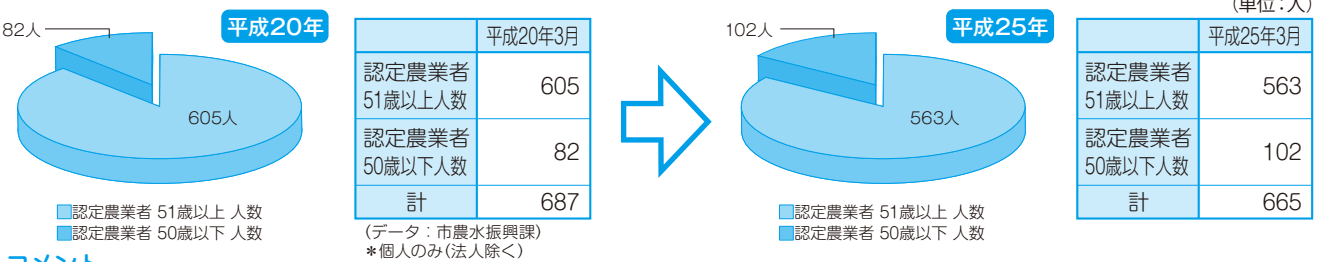 (単位:人)
82人
平成20年
605人
□認定農業者 51歳以上 人数
■認定農業者 50歳以下 人数
平成20年3月
認定農業者
51歳以上人数
605
認定農業者
50歳以下人数
82
計
687
(データ:市農水振興課)
*個人のみ(法人除く)
102人
平成25年
563人
□認定農業者 51歳以上 人数
■認定農業者 50歳以下 人数
平成25年3月
認定農業者
51歳以上人数
563
認定農業者
50歳以下人数
102
計
665
コメント